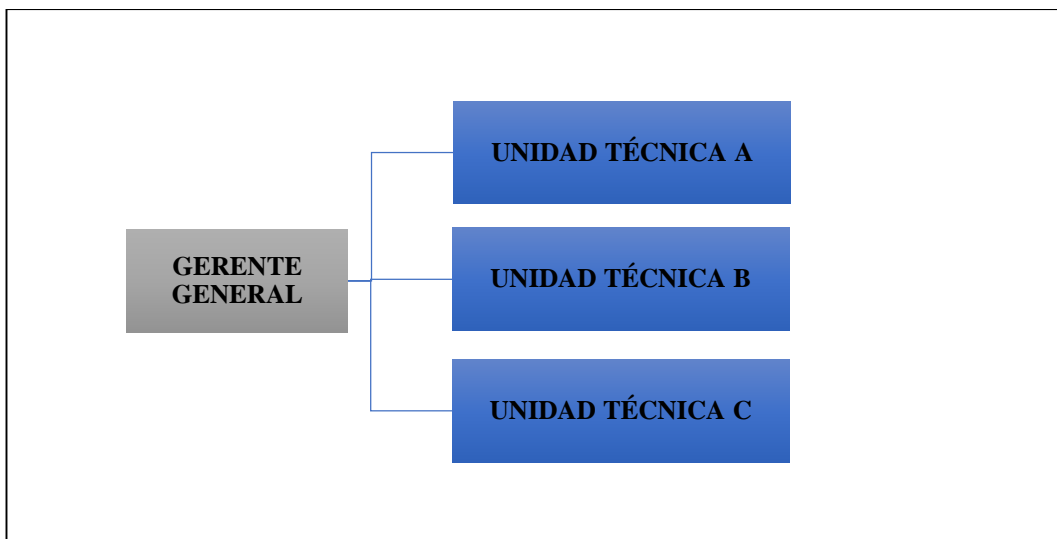 UNIDAD TÉCNICA A
GERENTE
GENERAL
UNIDAD TÉCNICA B
UNIDAD TÉCNICA C